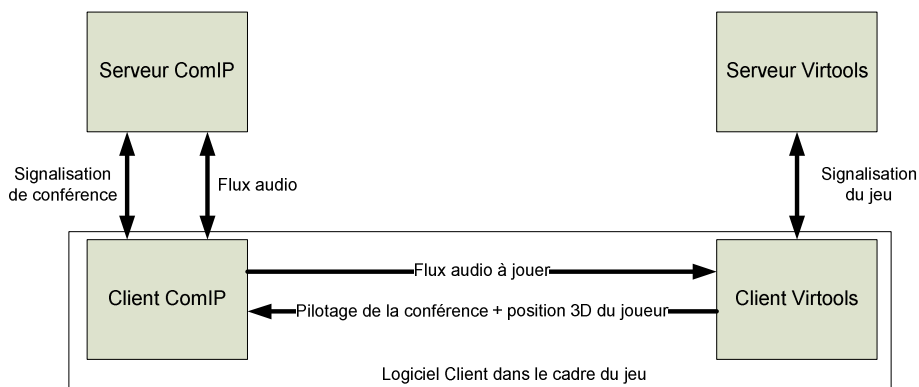 Serveur ComIP
Serveur Virtools
Signalisation
de conférence
Flux audio
Signalisation
du jeu
Flux audio à jouer
Client ComIP
Client Virtools
Pilotage de la conférence + position 3D du joueur
Logiciel Client dans le cadre du jeu